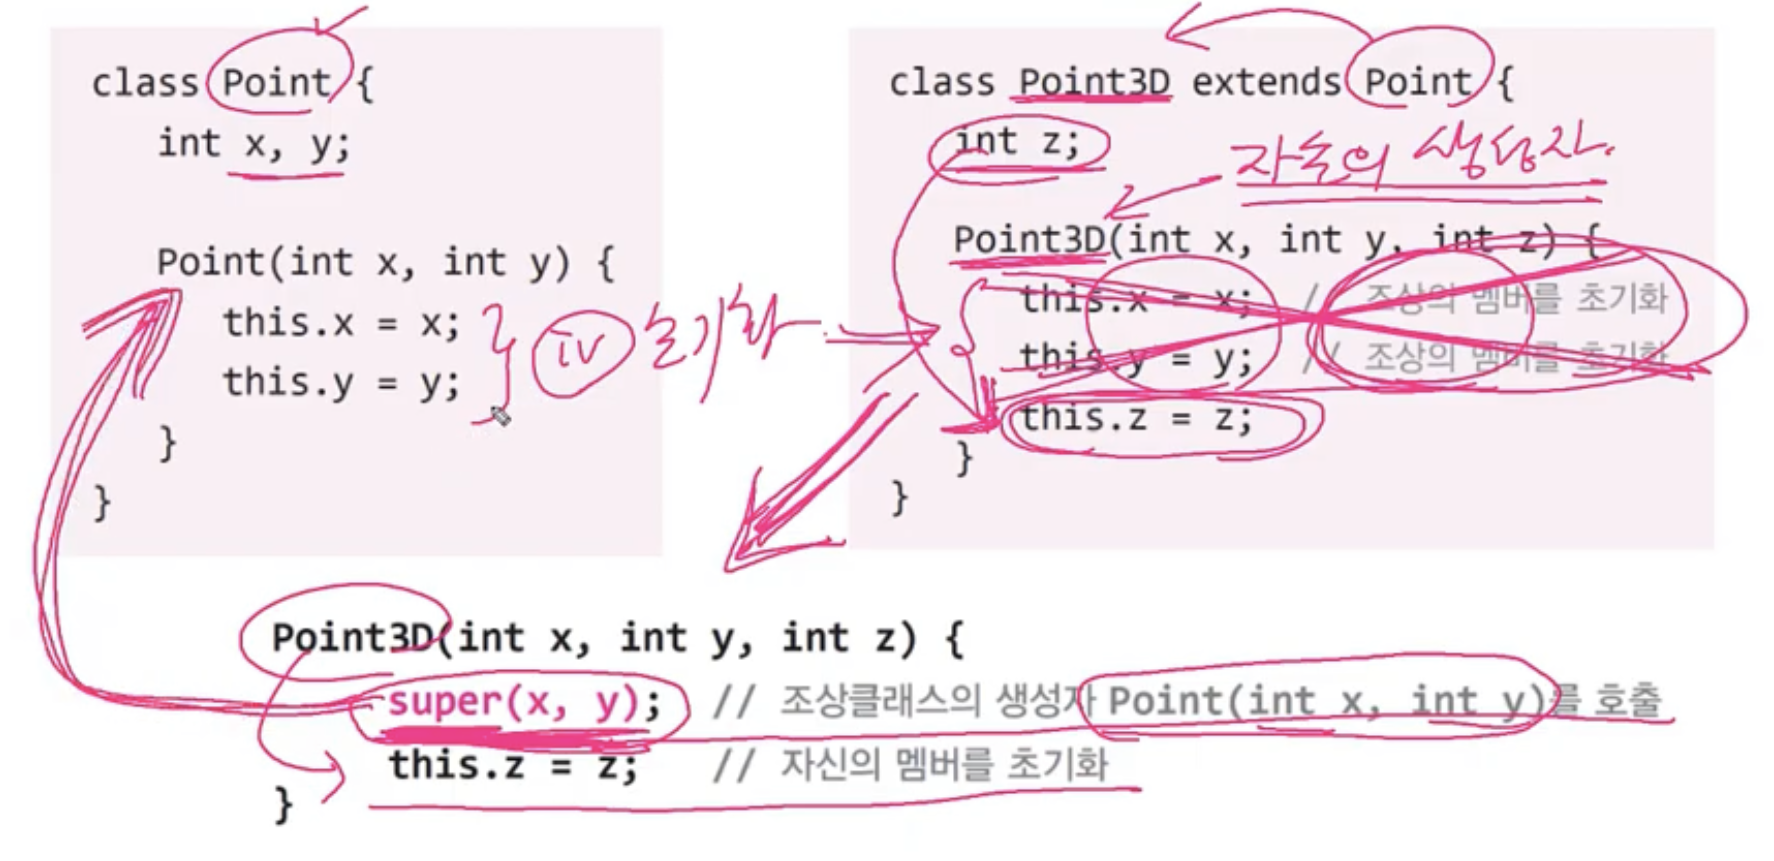 class Point {
int x, y;
Point(int x, int y) {
this.x = x;
this.y = y;
}
}
iv 초기화
class Point3D extends Point {
int z;
자손의 생성자.
Point3D(int x, int y, int z) {
this.x = x; // 조상의 멤버를 초기화
this.y = y; // 조상의 멤버를 초기화
this.z = z;
}
}
Point3D(int x, int y, int z) {
super(x, y); // 조상클래스의 생성자 Point(int x, int y)를 호출
this.z = z; // 자신의 멤버를 초기화
}